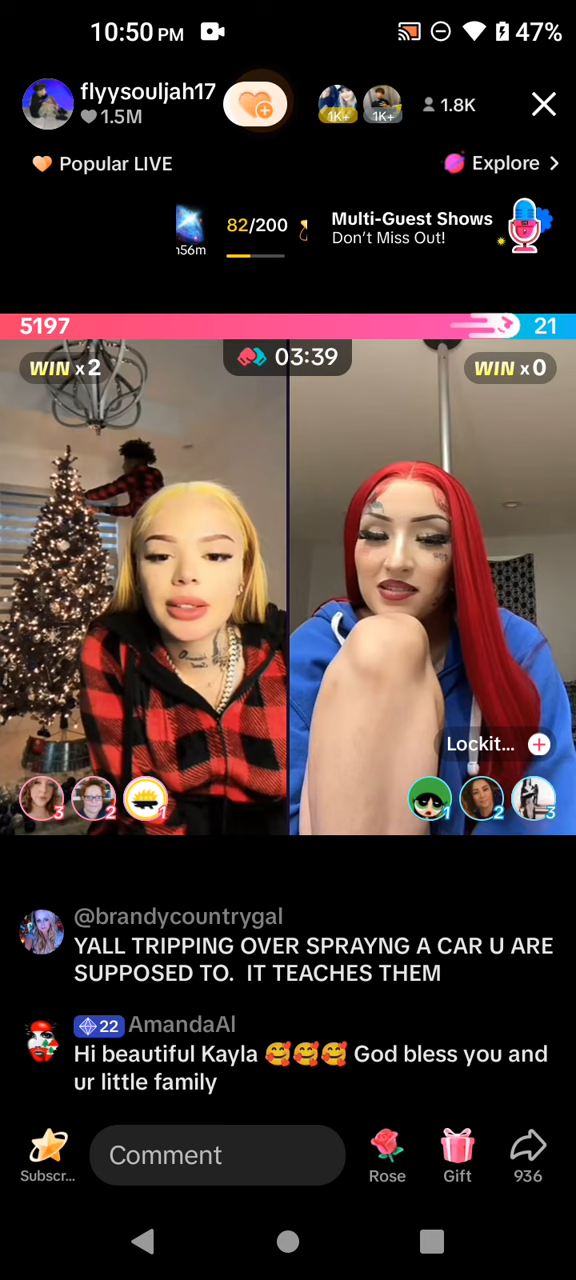 10:50 PM
47%
flyysouljah17
1.5M
1K+
1K+
1.8K
Popular LIVE
Explore
82/200
Multi-Guest Shows
Don't Miss Out!
5197
21
WIN x2
03:39
WIN x0
Lockit...
3
2
1
1
2
3
@brandycountrygal
YALL TRIPPING OVER SPRAYNG A CAR U ARE
SUPPOSED TO. IT TEACHES THEM
22 AmandaAl
Hi beautiful Kayla 🥰🥰🥰 God bless you and
ur little family
Comment
Subscr...
Rose
Gift
936